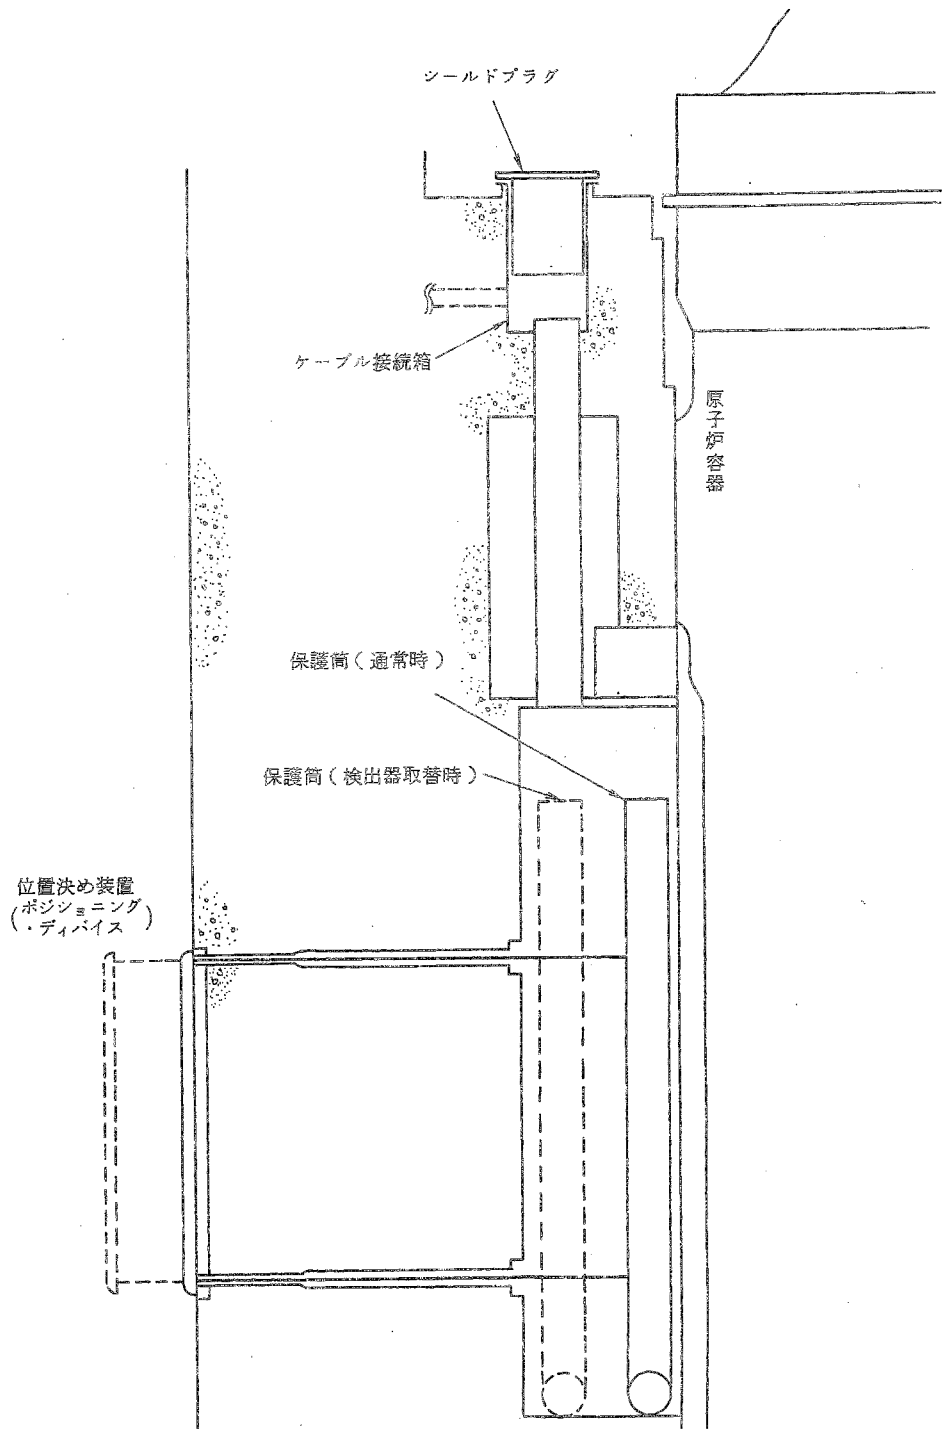 シールドプラグ
ケーブル接続箱
原子炉容器
保護筒(通常時)
保護筒(検出器取替時)
位置決め装置
(ポジショニング
・ディバイス)